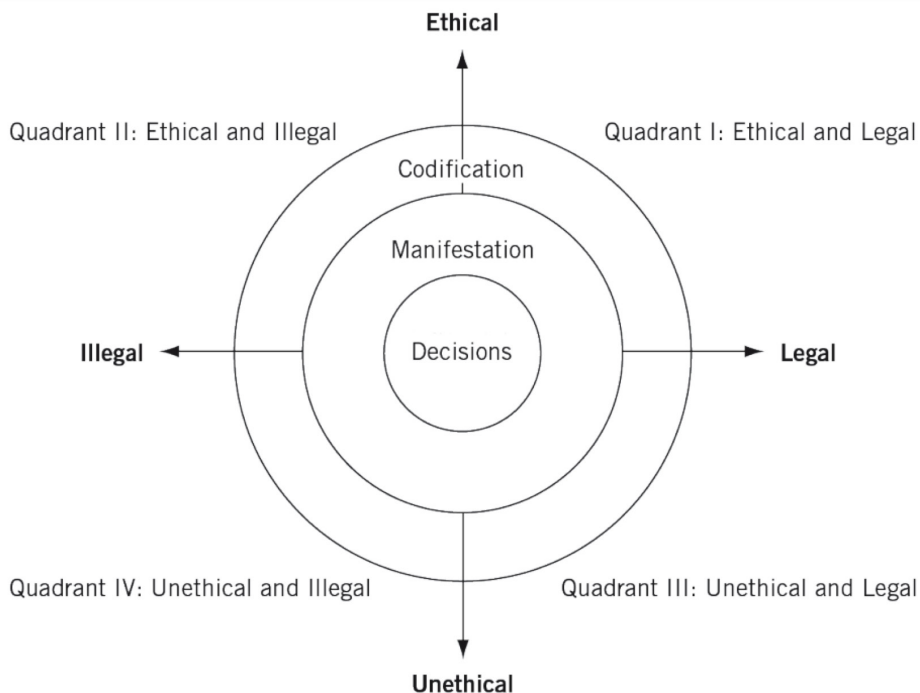 Ethical
Quadrant II: Ethical and Illegal
Quadrant I: Ethical and Legal
Codification
Manifestation
Illegal
Decisions
Legal
Quadrant IV: Unethical and Illegal
Quadrant III: Unethical and Legal
Unethical